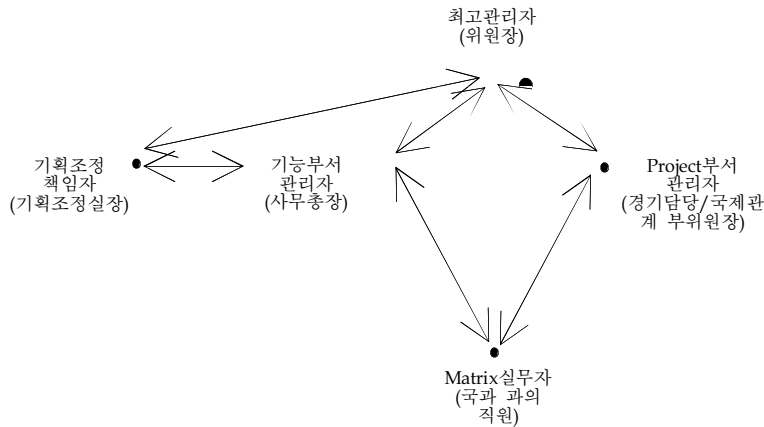 최고관리자
(위원장)
기획조정
책임자
(기획조정실장)
기능부서
관리자
(사무총장)
Project부서
관리자
(경기담당/국제관
계 부위원장)
Matrix실무자
(국과 과의
직원)